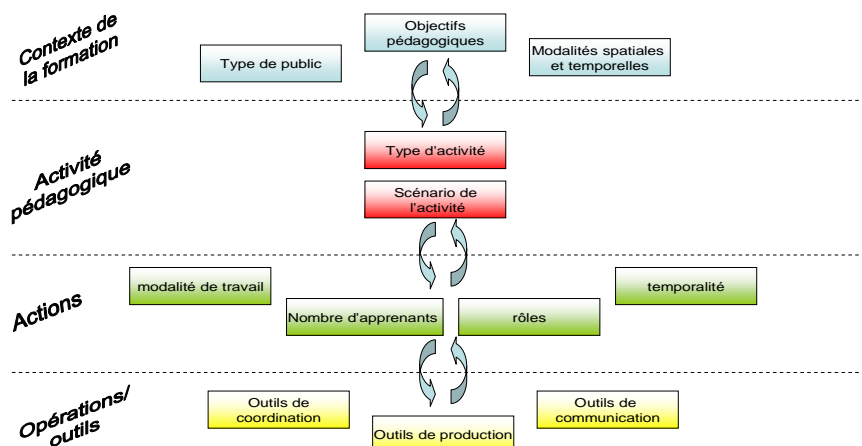 Contexte de
la formation
Type de public
Objectifs
pédagogiques
Modalités spatiales
et temporelles
Activité
pédagogique
Type d'activité
Scénario de
l'activité
Actions
modalité de travail
Nombre d'apprenants
rôles
temporalité
Opérations/
outils
Outils de
coordination
Outils de production
Outils de
communication